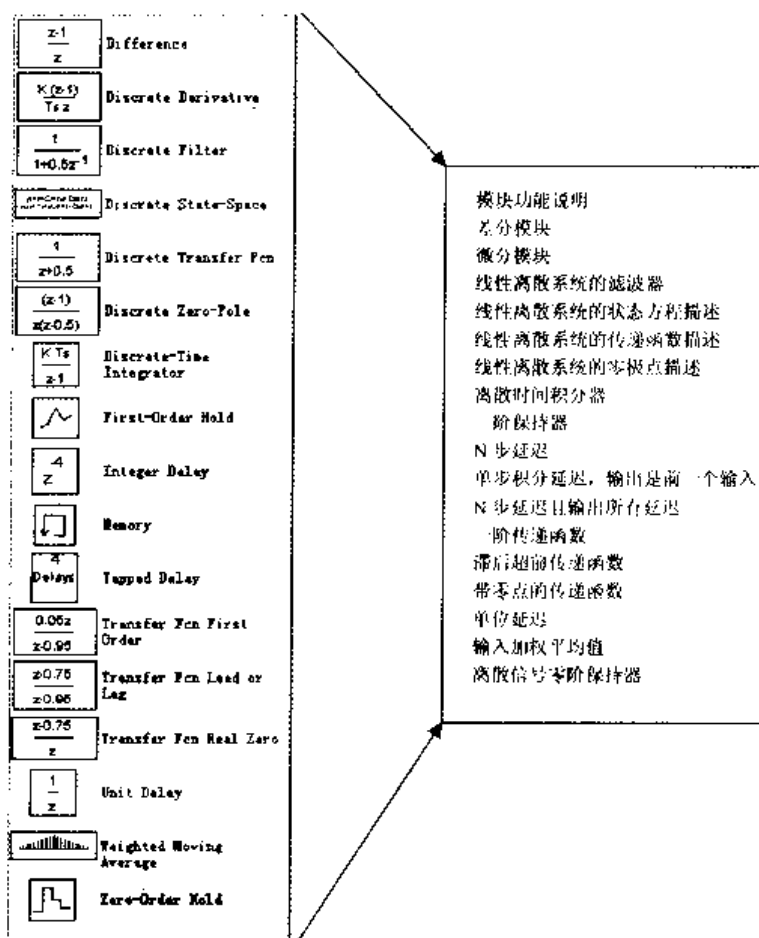 z-1
z
Difference
K (z-1)
Ts z
Discrete Derivative
1
1+0.5z-1
Discrete Filter
Discrete State-Space
1
z+0.5
Discrete Transfer Fcn
(z-1)
z(z-0.5)
Discrete Zero-Pole
K Ts
z-1
Discrete-Time
Integrator
First-Order Hold
-4
z
Integer Delay
Memory
4
Delays
Tapped Delay
0.05z
z-0.95
Transfer Fcn First
Order
z-0.75
z-0.95
Transfer Fcn Lead or
Lag
z-0.75
z
Transfer Fcn Real Zero
1
z
Unit Delay
Weighted Moving
Average
Zero-Order Hold
模块功能说明
差分模块
微分模块
线性离散系统的滤波器
线性离散系统的状态方程描述
线性离散系统的传递函数描述
线性离散系统的零极点描述
离散时间积分器
阶保持器
N 步延迟
单步积分延迟，输出是前一个输入
N 步延迟且输出所有延迟
一阶传递函数
滞后超前传递函数
带零点的传递函数
单位延迟
输入加权平均值
离散信号零阶保持器